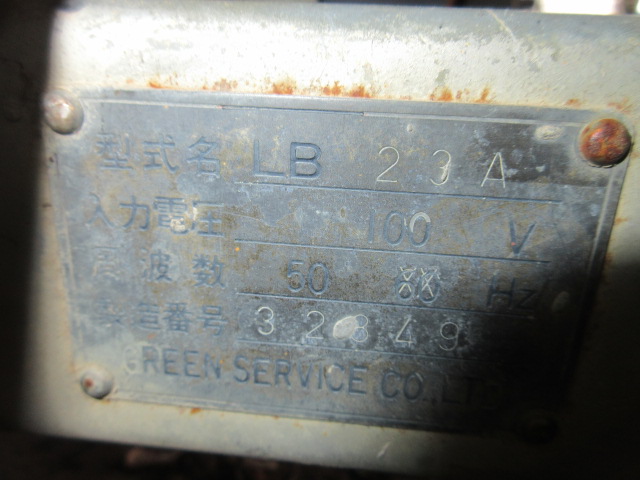 型式名 LB 23A
入力電圧 100 V
周波数 50 Hz
製造番号 32349
GREEN SERVICE CO.,LTD